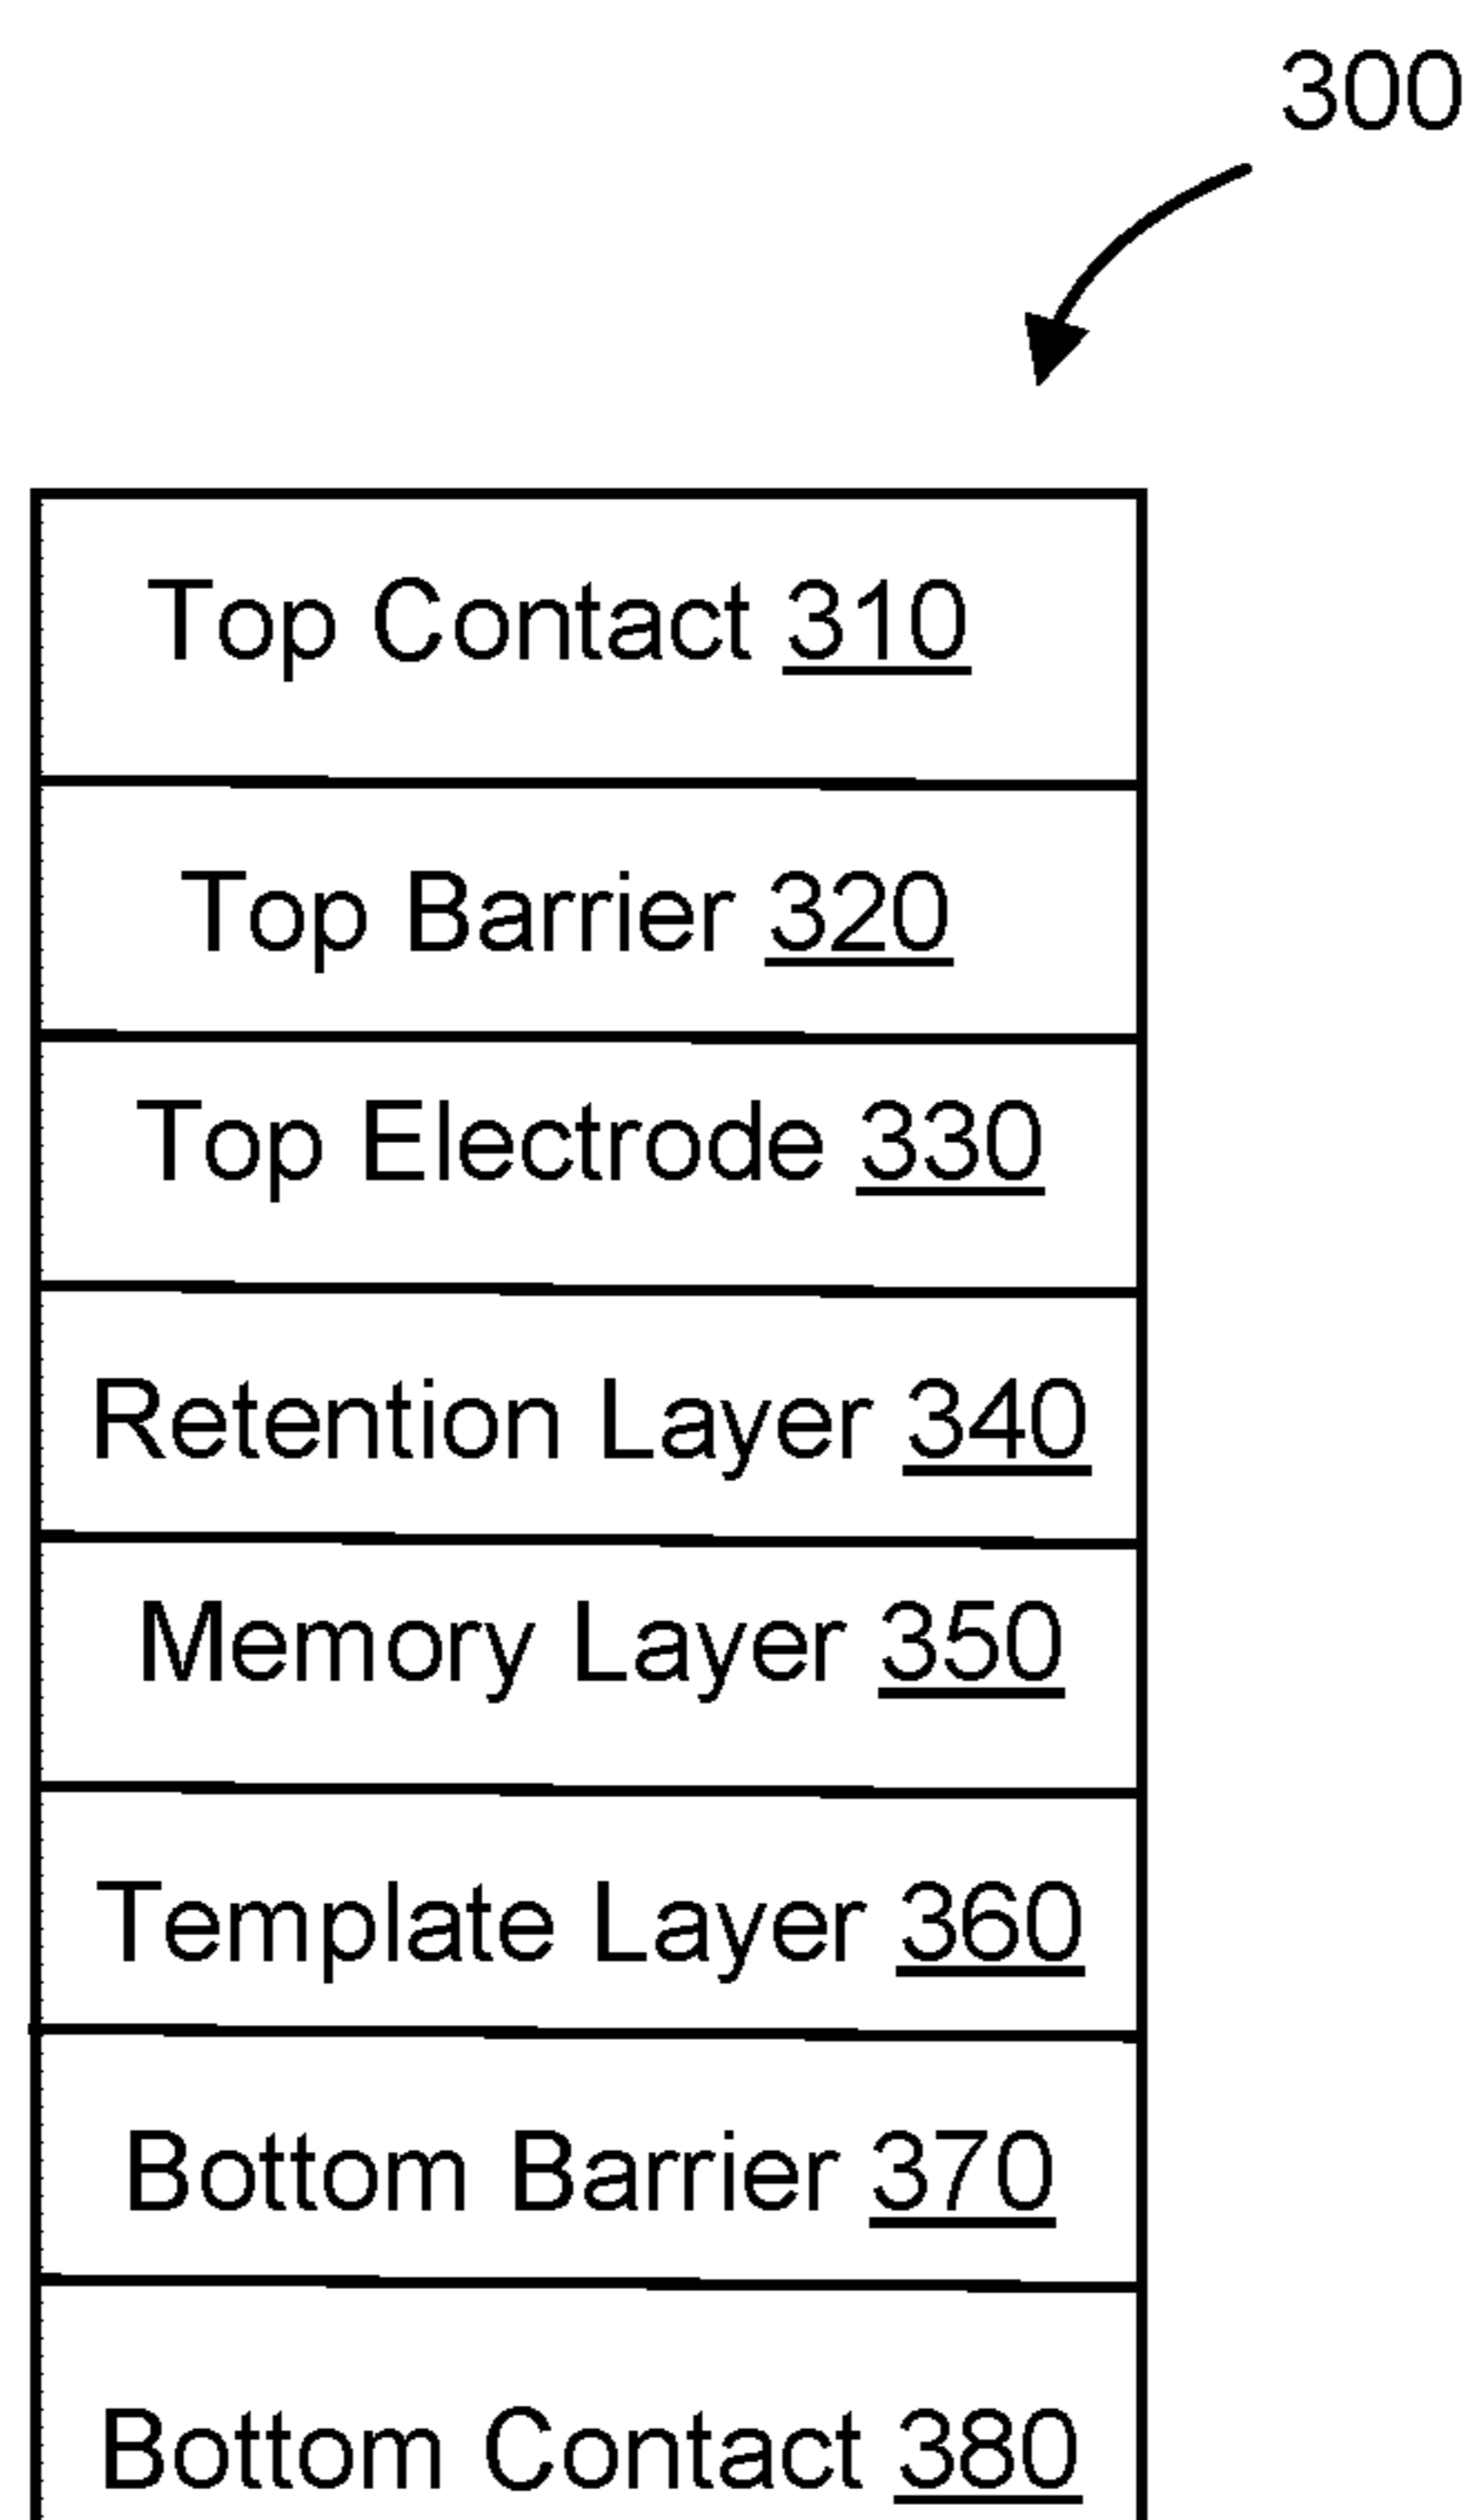 300
Top Contact 310
Top Barrier 320
Top Electrode 330
Retention Layer 340
Memory Layer 350
Template Layer 360
Bottom Barrier 370
Bottom Contact 380